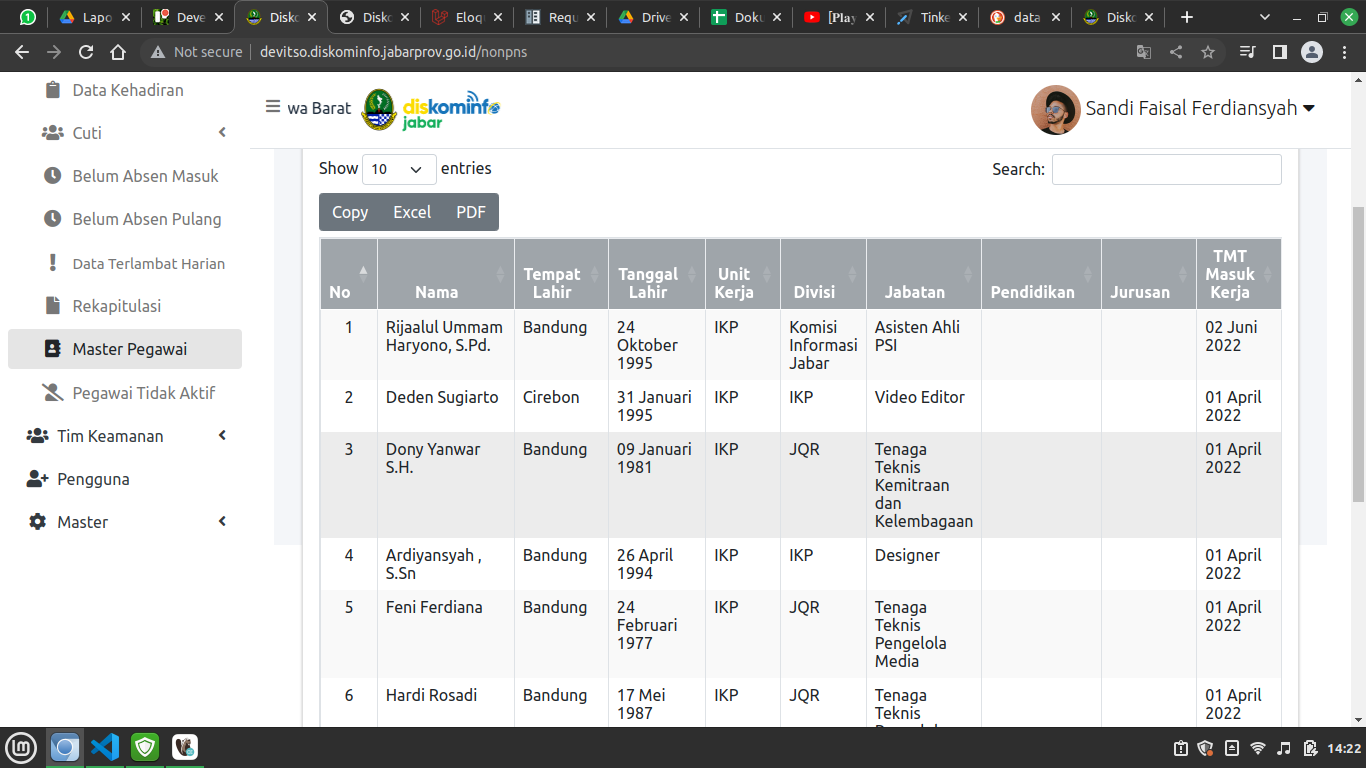 Lapo
Deve
Disko
Disko
Eloqu
Requ
Drive
Doku
[Play
Tinke
data
Disko
Not secure
devitso.diskominfo.jabarprov.go.id/nonpns
Data Kehadiran
Cuti
Belum Absen Masuk
Belum Absen Pulang
Data Terlambat Harian
Rekapitulasi
Master Pegawai
Pegawai Tidak Aktif
Tim Keamanan
Pengguna
Master
wa Barat
diskominfo
jabar
Sandi Faisal Ferdiansyah
Show 10 entries
Search:
Copy Excel PDF
No Nama Tempat Lahir Tanggal Lahir Unit Kerja Divisi Jabatan Pendidikan Jurusan TMT Masuk Kerja
1 Rijaalul Ummam Haryono, S.Pd. Bandung 24 Oktober 1995 IKP Komisi Informasi Jabar Asisten Ahli PSI 02 Juni 2022
2 Deden Sugiarto Cirebon 31 Januari 1995 IKP IKP Video Editor 01 April 2022
3 Dony Yanwar S.H. Bandung 09 Januari 1981 IKP JQR Tenaga Teknis Kemitraan dan Kelembagaan 01 April 2022
4 Ardiyansyah , S.Sn Bandung 26 April 1994 IKP IKP Designer 01 April 2022
5 Feni Ferdiana Bandung 24 Februari 1977 IKP JQR Tenaga Teknis Pengelola Media 01 April 2022
6 Hardi Rosadi Bandung 17 Mei 1987 IKP JQR Tenaga Teknis 01 April 2022
14:22